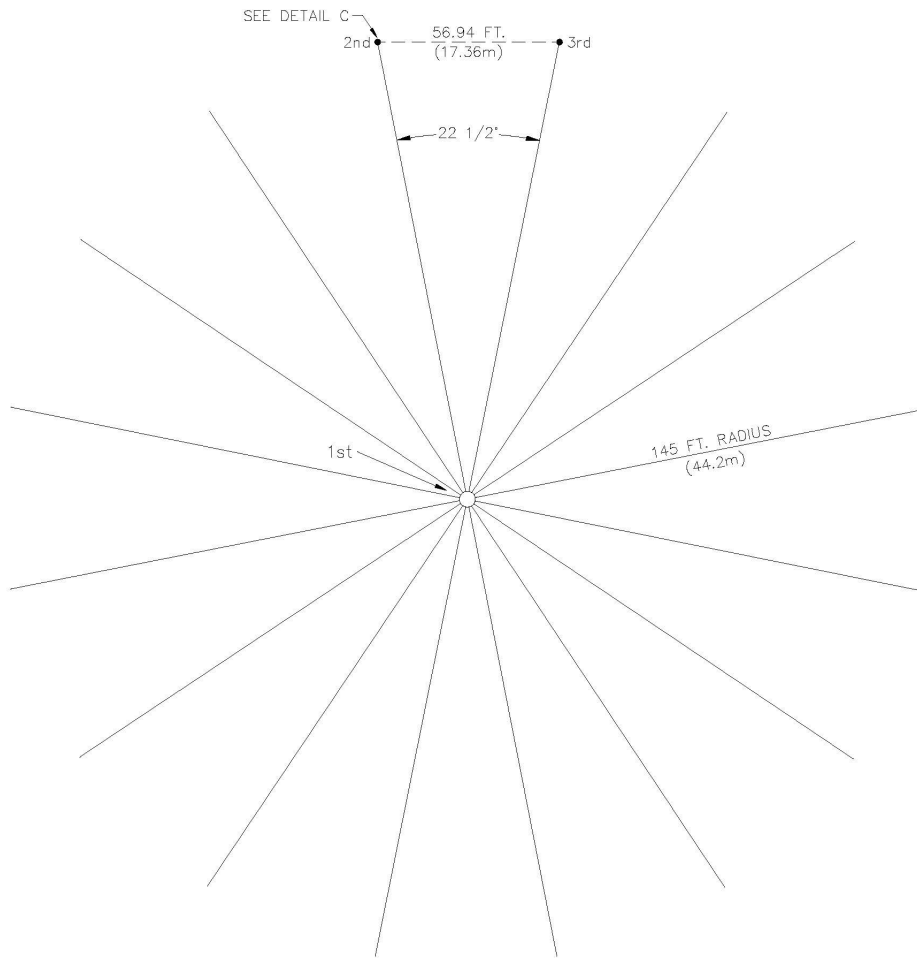 SEE DETAIL C
2nd
56.94 FT.
(17.36m)
3rd
22 1/2°
1st
145 FT. RADIUS
(44.2m)